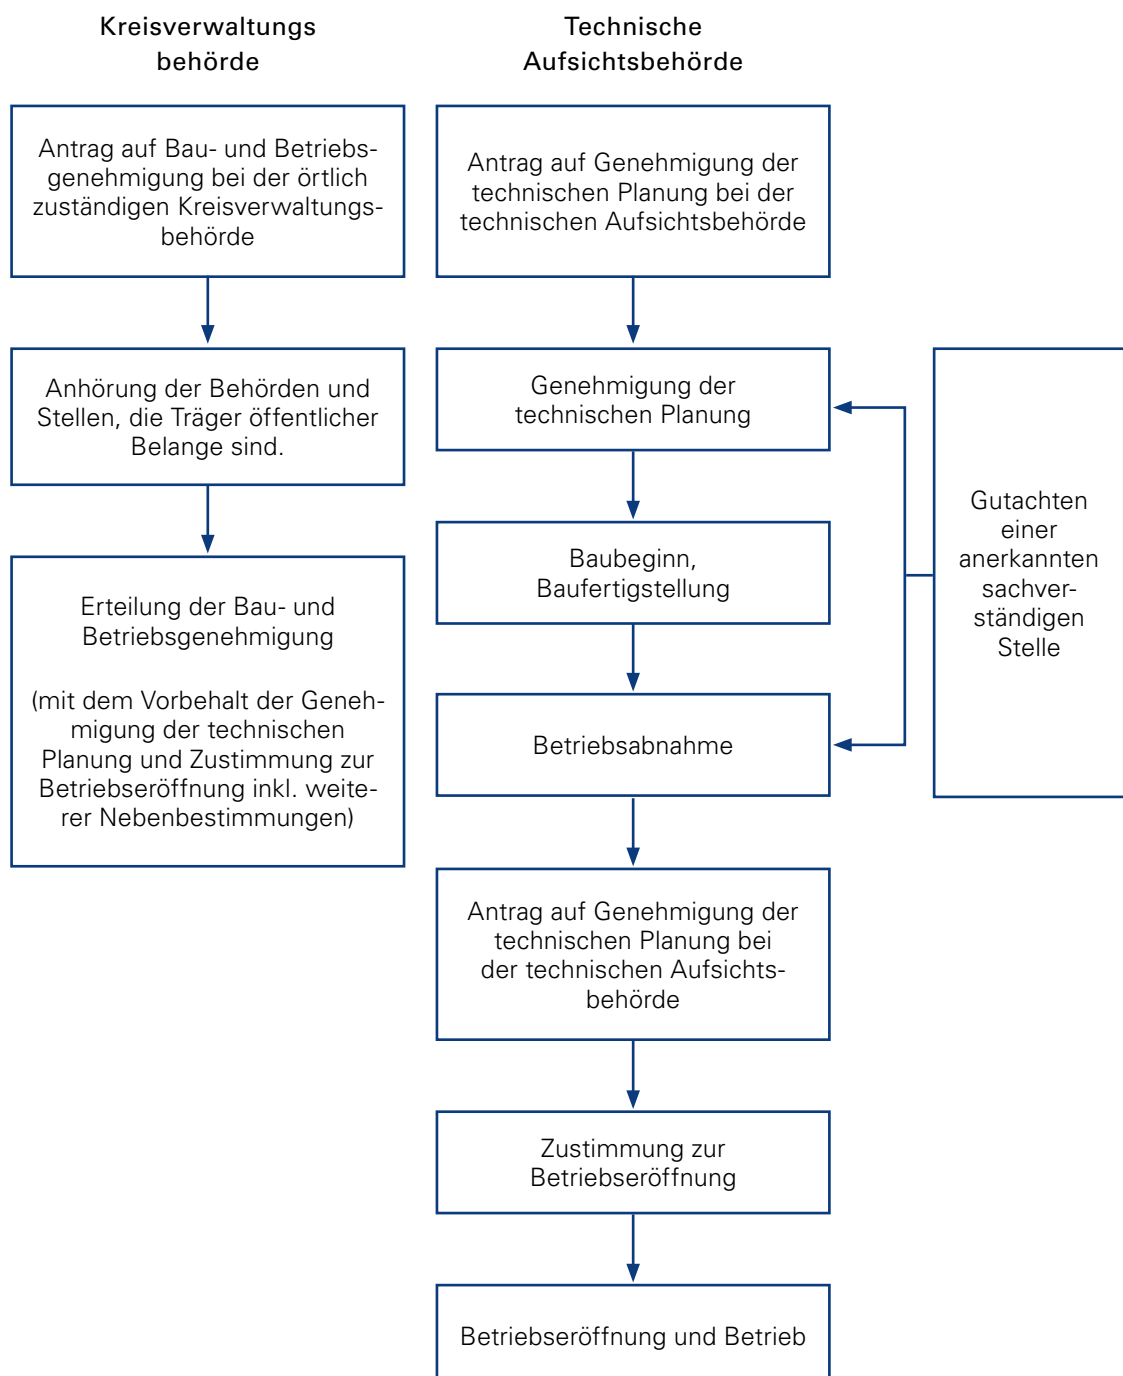 Kreisverwaltungs
behörde
Antrag auf Bau- und Betriebs-
genehmigung bei der örtlich
zuständigen Kreisverwaltungs-
behörde
Anhörung der Behörden und
Stellen, die Träger öffentlicher
Belange sind.
Erteilung der Bau- und
Betriebsgenehmigung
(mit dem Vorbehalt der Geneh-
migung der technischen
Planung und Zustimmung zur
Betriebseröffnung inkl. weite-
rer Nebenbestimmungen)
Technische
Aufsichtsbehörde
Antrag auf Genehmigung der
technischen Planung bei der
technischen Aufsichtsbehörde
Genehmigung der
technischen Planung
Baubeginn,
Baufertigstellung
Betriebsabnahme
Antrag auf Genehmigung der
technischen Planung bei
der technischen Aufsichts-
behörde
Zustimmung zur
Betriebseröffnung
Betriebseröffnung und Betrieb
Gutachten
einer
anerkannten
sachver-
ständigen
Stelle